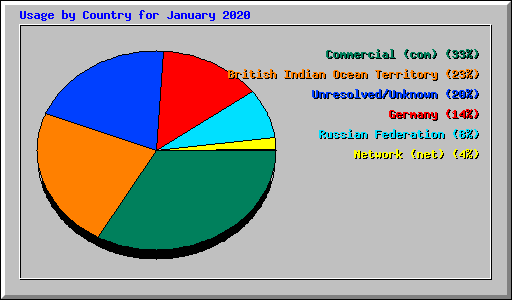 Usage by Country for January 2020
Commercial (com) (33%)
British Indian Ocean Territory (23%)
Unresolved/Unknown (20%)
Germany (14%)
Russian Federation (8%)
Network (net) (4%)